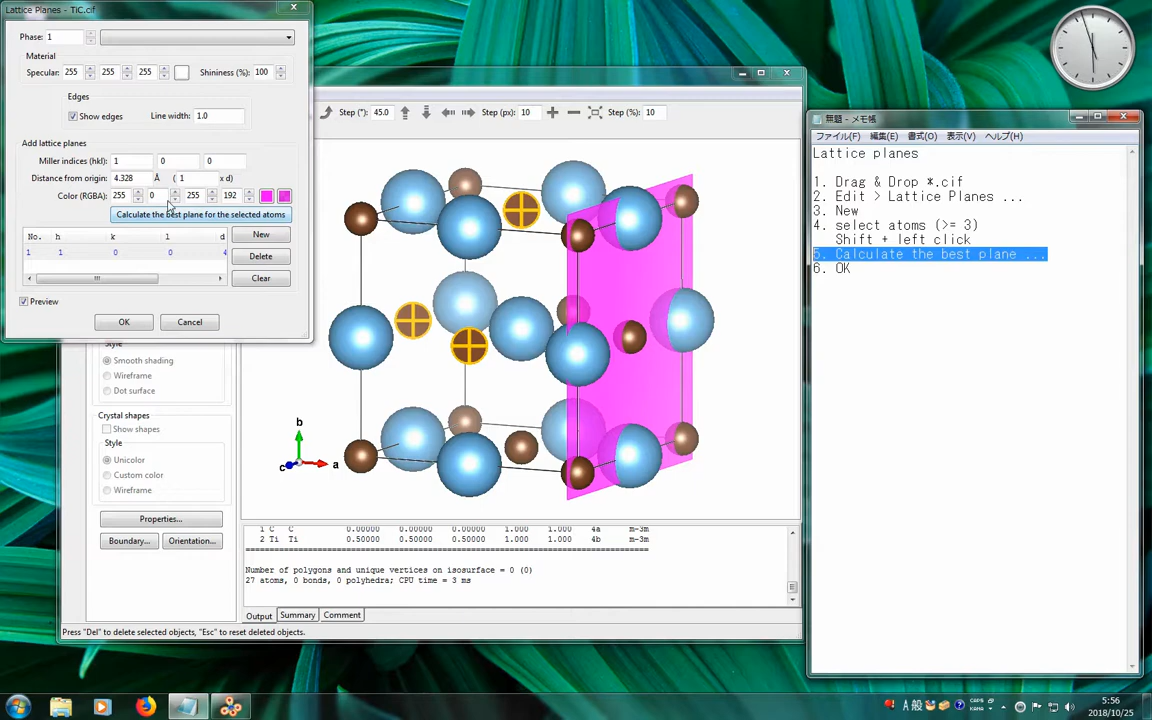 Lattice Planes - TiC.cif
Phase: 1
Material
Specular: 255 255 255 Shininess (%): 100
Edges
Show edges Line width: 1.0
Add lattice planes
Miller indices (hkl): 1 0 0
Distance from origin: 4.328 Å ( 1 x d)
Color (RGBA): 255 0 255 192
Calculate the best plane for the selected atoms
No. h k l d
1 1 0 0 4
New
Delete
Clear
Preview
OK Cancel
Style
Smooth shading
Wireframe
Dot surface
Crystal shapes
Show shapes
Style
Unicolor
Custom color
Wireframe
Properties...
Boundary... Orientation...
Step (°): 45.0 Step (px): 10 Step (%): 10
b
c a
1 C C 0.00000 0.00000 0.00000 1.000 1.000 4a m-3m
2 Ti Ti 0.50000 0.50000 0.50000 1.000 1.000 4b m-3m
Number of polygons and unique vertices on isosurface = 0 (0)
27 atoms, 0 bonds, 0 polyhedra; CPU time = 3 ms
Output Summary Comment
Press "Del" to delete selected objects, "Esc" to reset deleted objects.
無題 - メモ帳
ファイル(F) 編集(E) 書式(O) 表示(V) ヘルプ(H)
Lattice planes
1. Drag & Drop *.cif
2. Edit > Lattice Planes ...
3. New
4. select atoms (>= 3)
Shift + left click
5. Calculate the best plane ...
6. OK
A 般 CAPS
KANA
5:56
2018/10/25